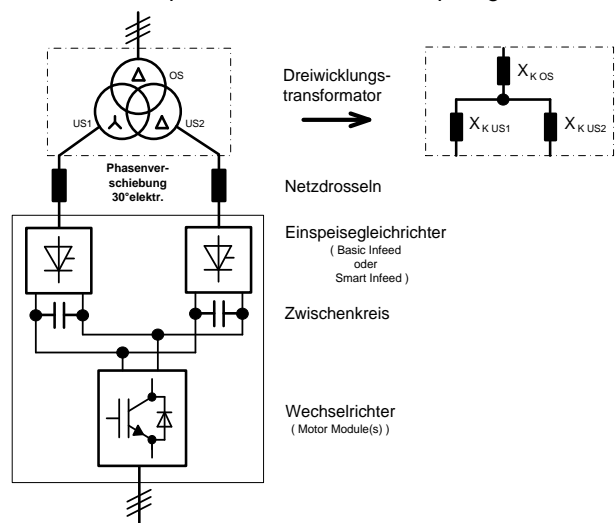 OS
US1
US2
Dreiwicklungs-
transformator
X K OS
X K US1
X K US2
Phasenver-
schiebung
30°elektr.
Netzdrosseln
Einspeisegleichrichter
( Basic Infeed
oder
Smart Infeed )
Zwischenkreis
Wechselrichter
( Motor Module(s) )